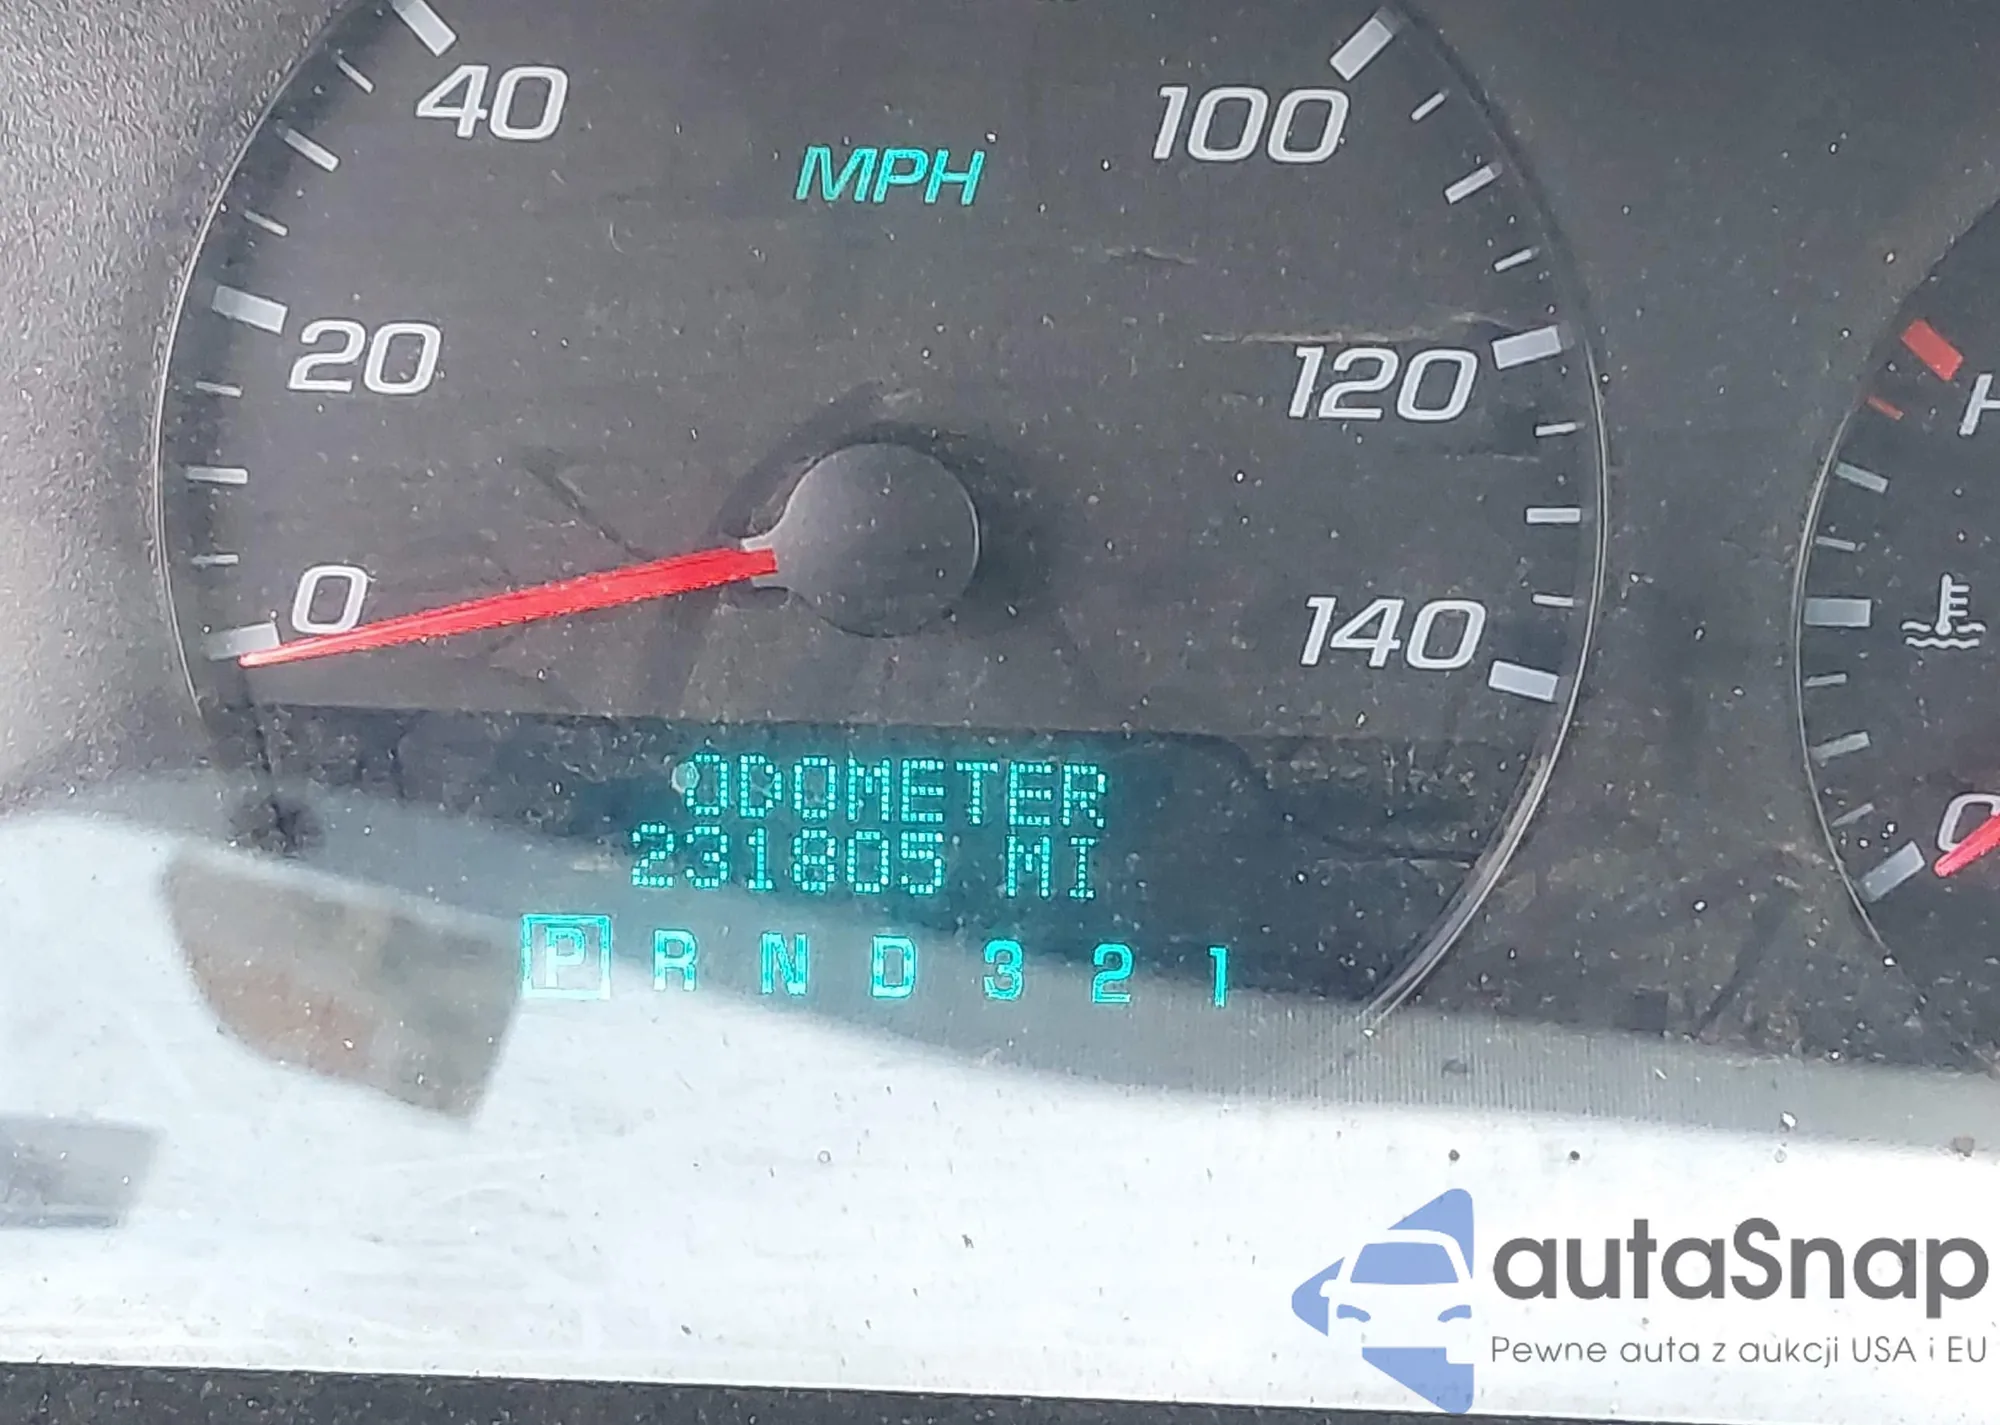 40
100
MPH
20
120
H
0
140
ODOMETER
231805 MI
P R N D 3 2 1
autaSnap
Pewne auta z aukcji USA i EU